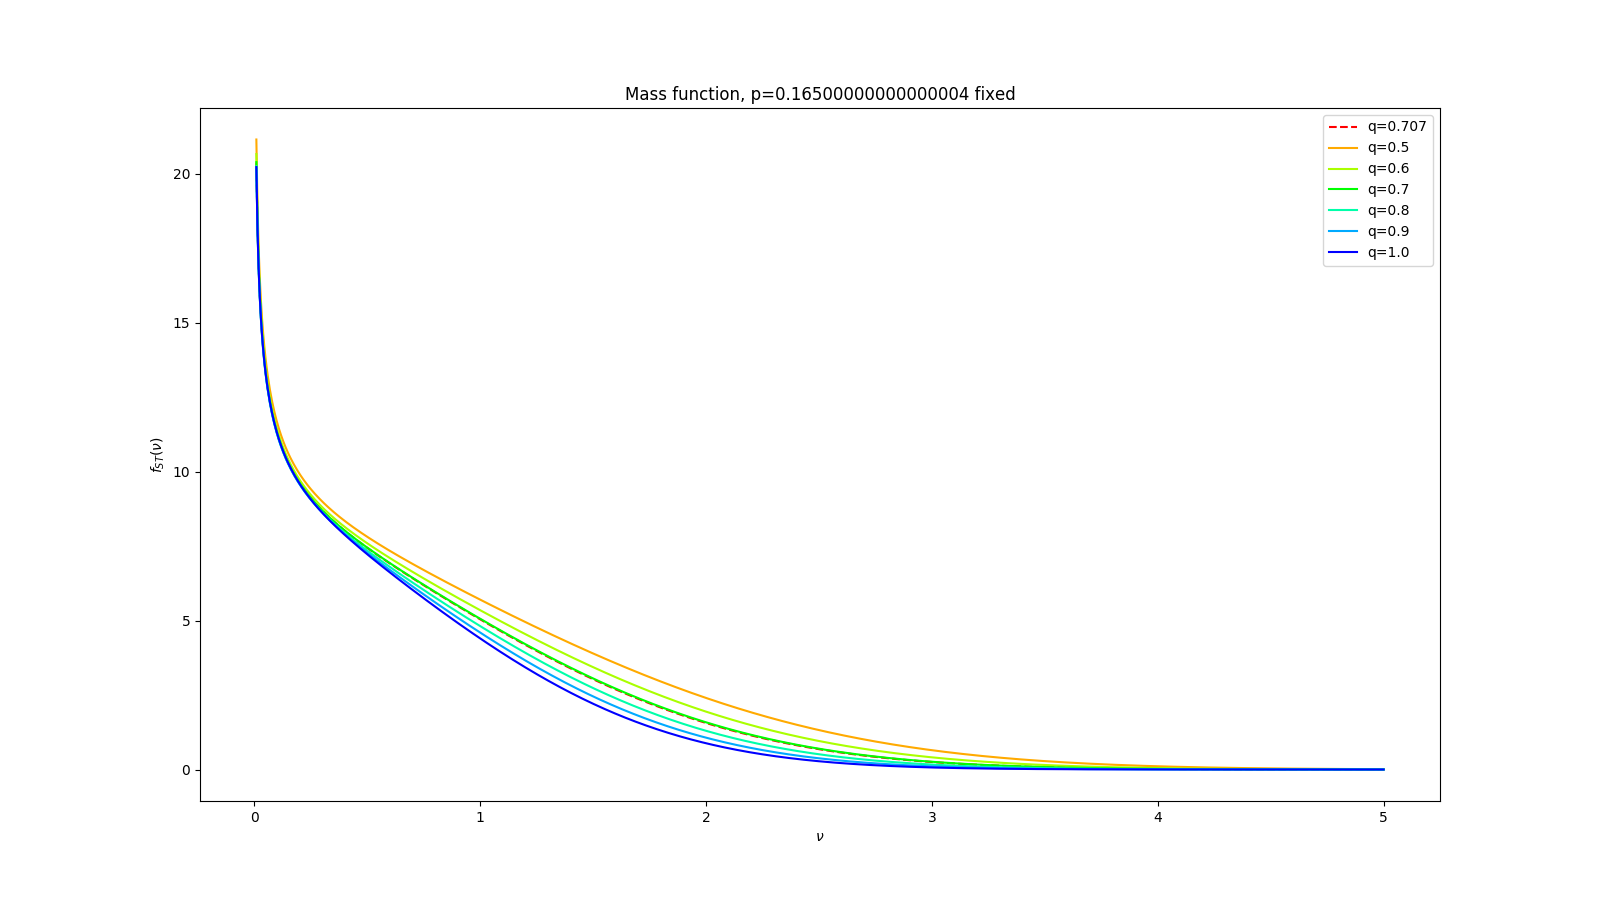 Mass function, p=0.16500000000000004 fixed
q=0.707
q=0.5
q=0.6
q=0.7
q=0.8
q=0.9
q=1.0
20
15
10
5
0
f_ST(ν)
0 1 2 3 4 5
ν